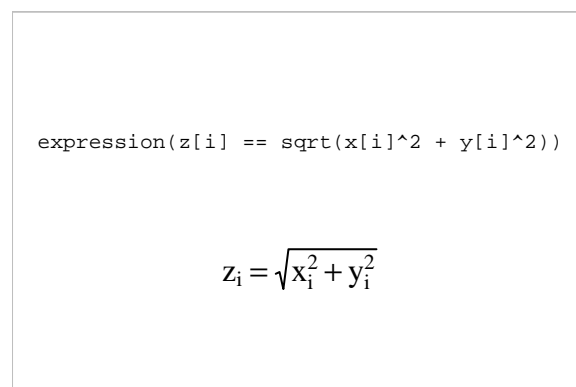 expression(z[i] == sqrt(x[i]^2 + y[i]^2))
zᵢ = √(xᵢ² + yᵢ²)